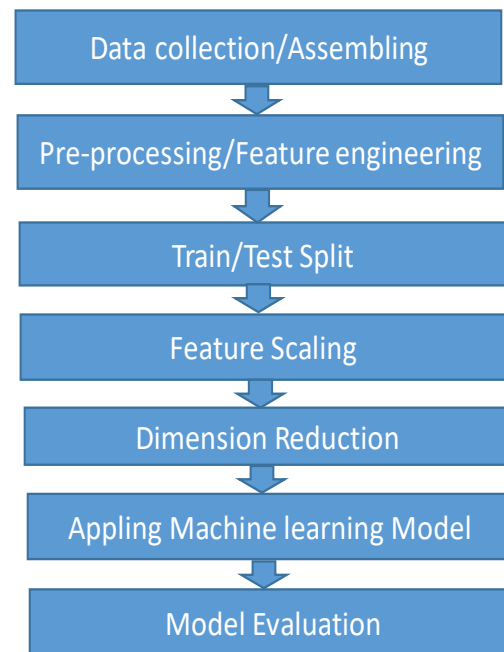 Data collection/Assembling
Pre-processing/Feature engineering
Train/Test Split
Feature Scaling
Dimension Reduction
Appling Machine learning Model
Model Evaluation